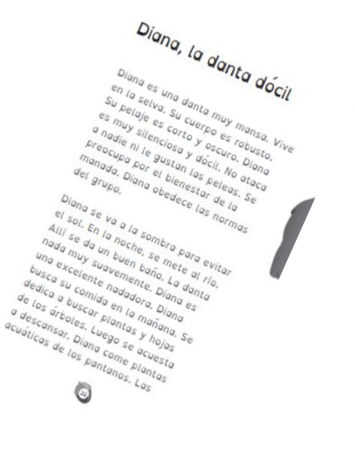 Diana, la danta dócil
Diana es una danta muy mansa. Vive
en la selva. Su cuerpo es robusto.
Su pelaje es corto y oscuro. Diana
es muy silenciosa y dócil. No ataca
a nadie ni le gustan las peleas. Se
preocupa por el bienestar de la
manada. Diana obedece las normas
del grupo.
Diana se va a la sombra para evitar
el sol. En la noche, se mete al río.
Allí se da un buen baño. La danta
nada muy suavemente. Diana es
una excelente nadadora. Diana
busca su comida en la mañana. Se
dedica a buscar plantas y hojas
de los árboles. Luego se acuesta
a descansar. Diana come plantas
acuáticas de los pantanos. Las